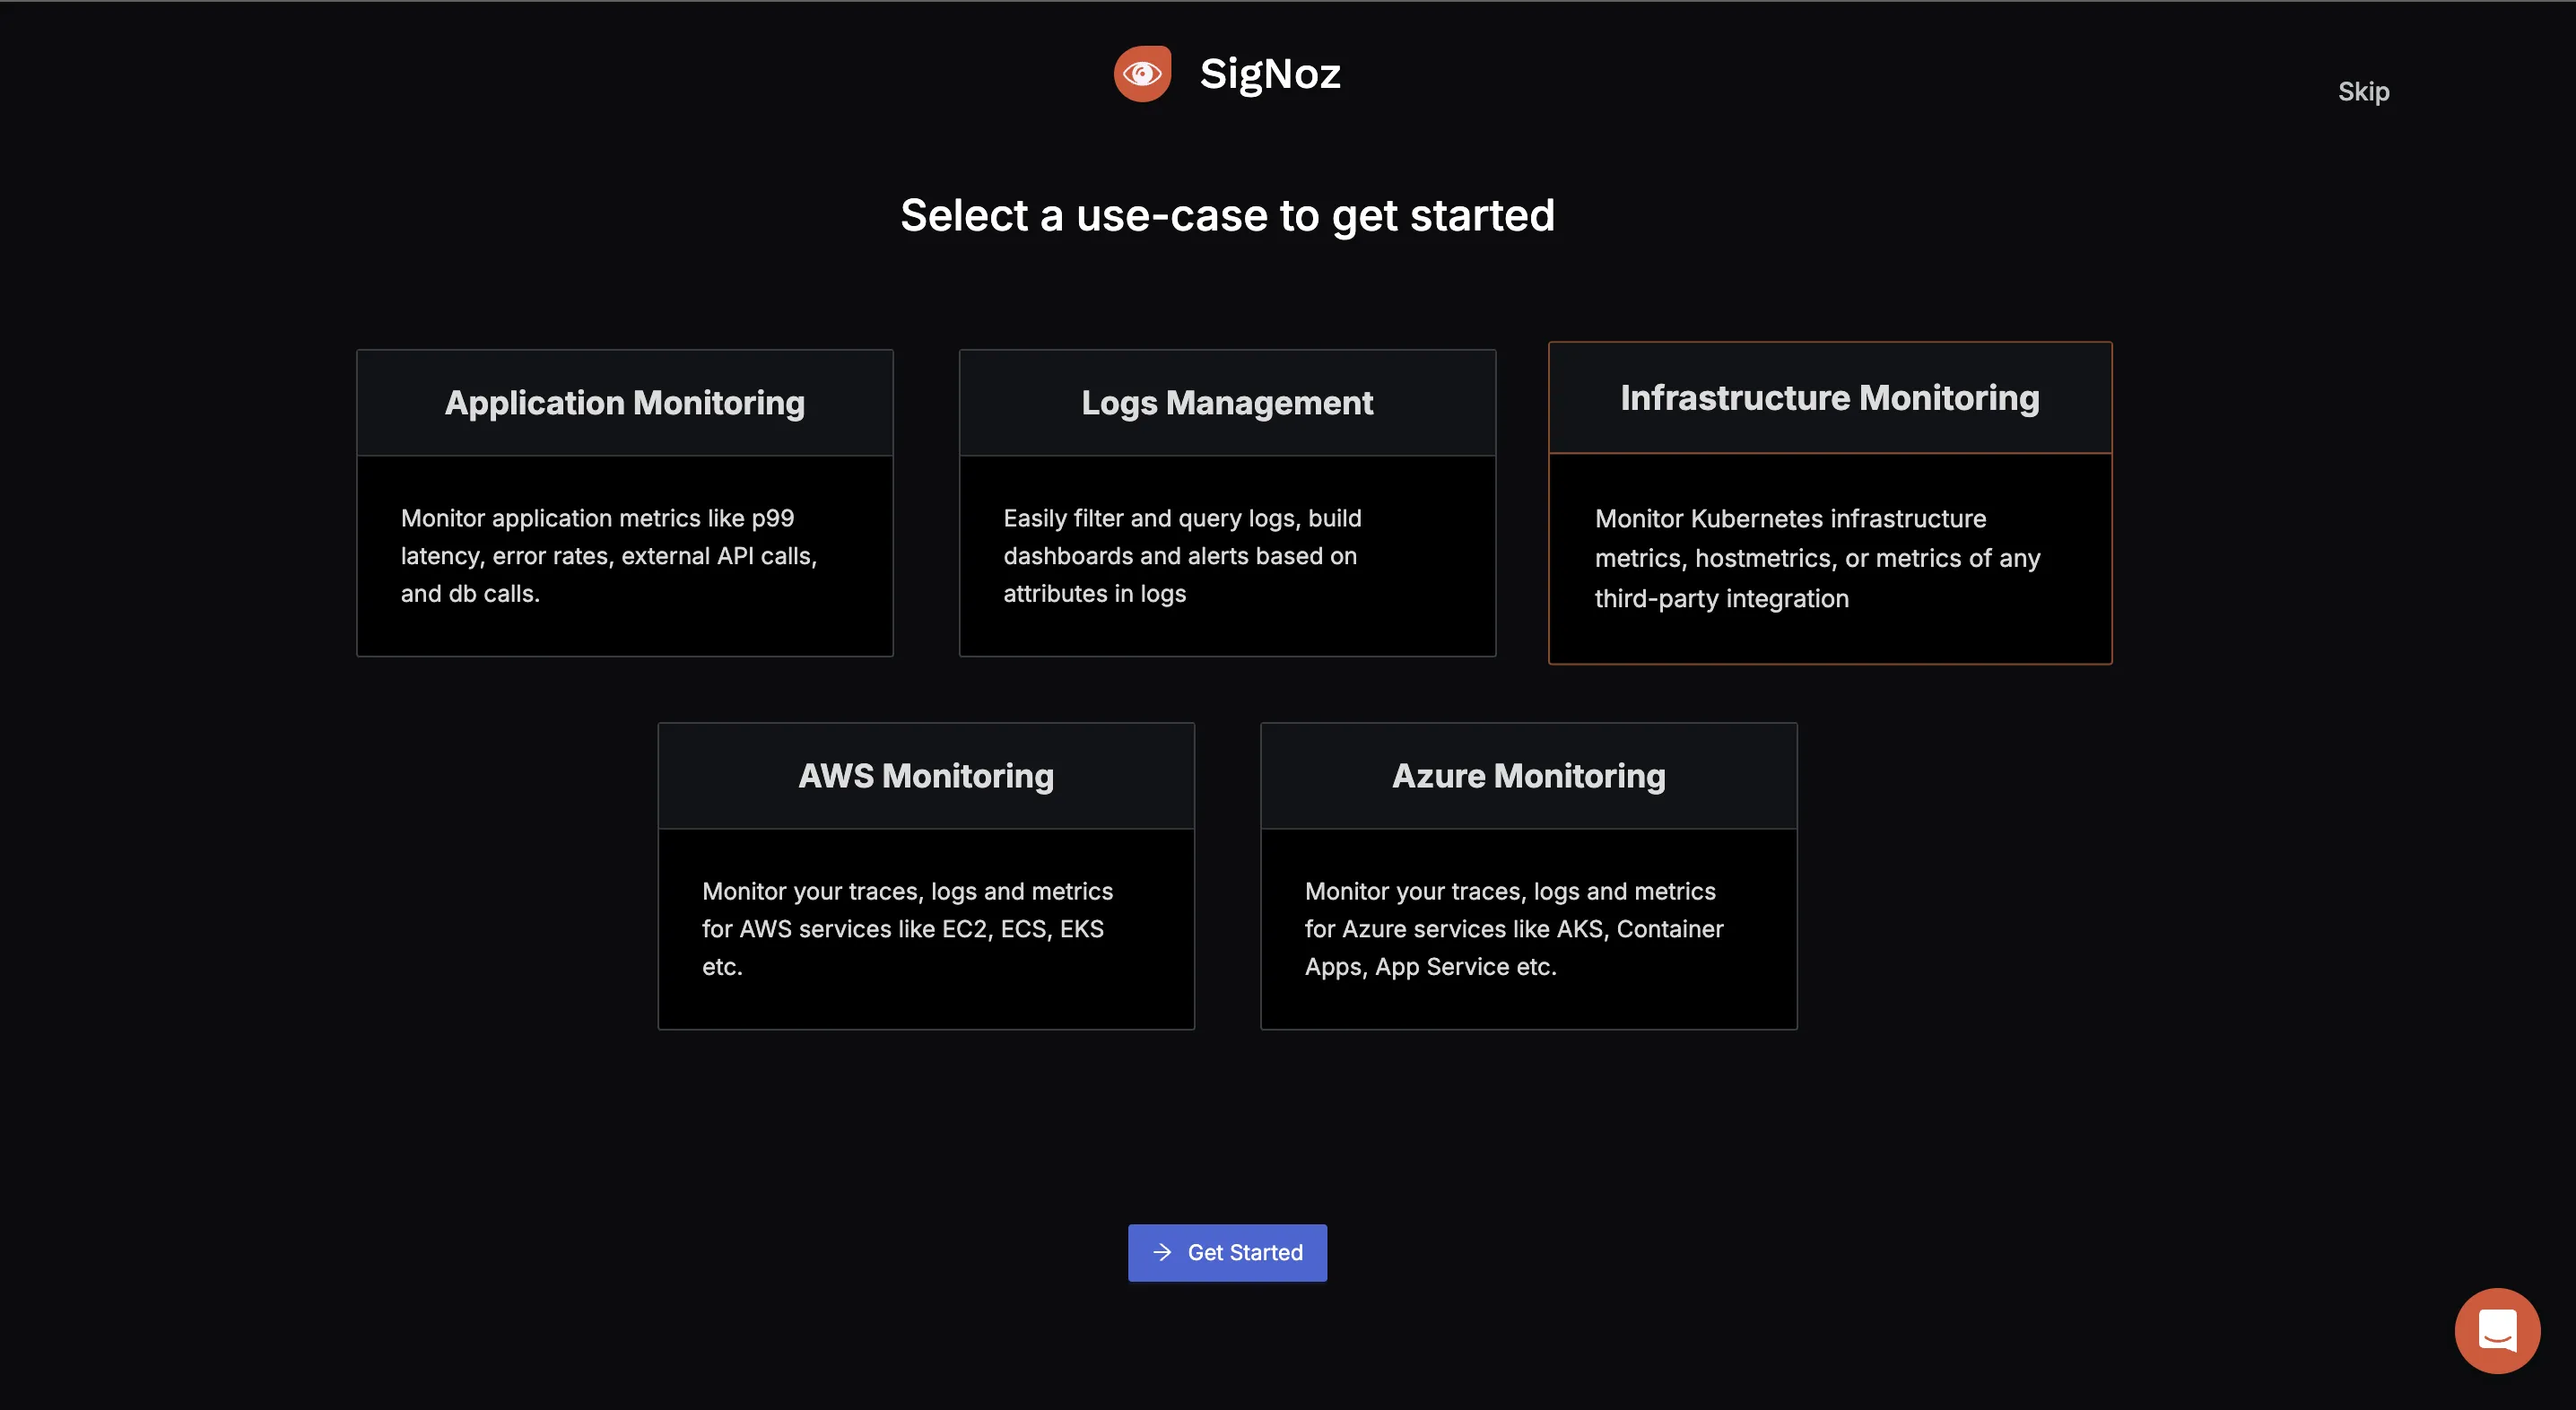 SigNoz
Skip
Select a use-case to get started
Application Monitoring
Monitor application metrics like p99
latency, error rates, external API calls,
and db calls.
Logs Management
Easily filter and query logs, build
dashboards and alerts based on
attributes in logs
Infrastructure Monitoring
Monitor Kubernetes infrastructure
metrics, hostmetrics, or metrics of any
third-party integration
AWS Monitoring
Monitor your traces, logs and metrics
for AWS services like EC2, ECS, EKS
etc.
Azure Monitoring
Monitor your traces, logs and metrics
for Azure services like AKS, Container
Apps, App Service etc.
Get Started